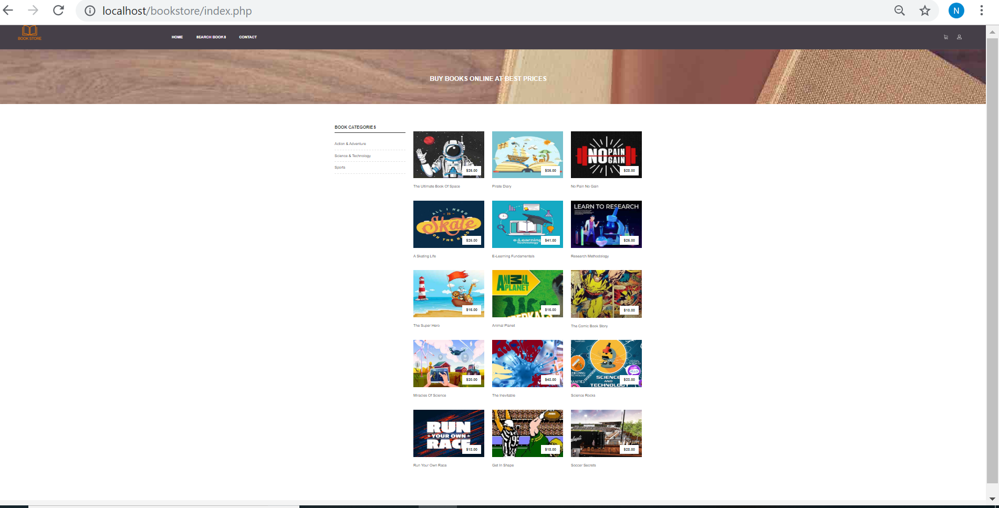 localhost/bookstore/index.php
N
BOOK STORE
HOME SEARCH BOOKS CONTACT
BUY BOOKS ONLINE AT BEST PRICES
BOOK CATEGORIES
Action & Adventure
Science & Technology
Sports
$25.00
The Ultimate Book Of Space
$35.00
Pirate Diary
NO PAIN
GAIN
$23.00
No Pain No Gain
ALL I NEED
IS
Skate
ON THE ROAD
$25.00
A Skating Life
e-Learning
Technology
$41.00
E-Learning Fundamentals
LEARN TO RESEARCH
$25.00
Research Methodology
$15.00
The Super Hero
ANIMAL
PLANET
$15.00
Animal Planet
$10.00
The Comic Book Story
$20.00
Miracles Of Science
$43.00
The Inevitable
SOCIAL
SCIENCES
HELLO!
SCIENCE
AND
TECHNOLOGY
$23.00
Science Rocks
RUN
YOUR OWN
RACE
$13.00
Run Your Own Race
$18.00
Get In Shape
$23.00
Soccer Secrets